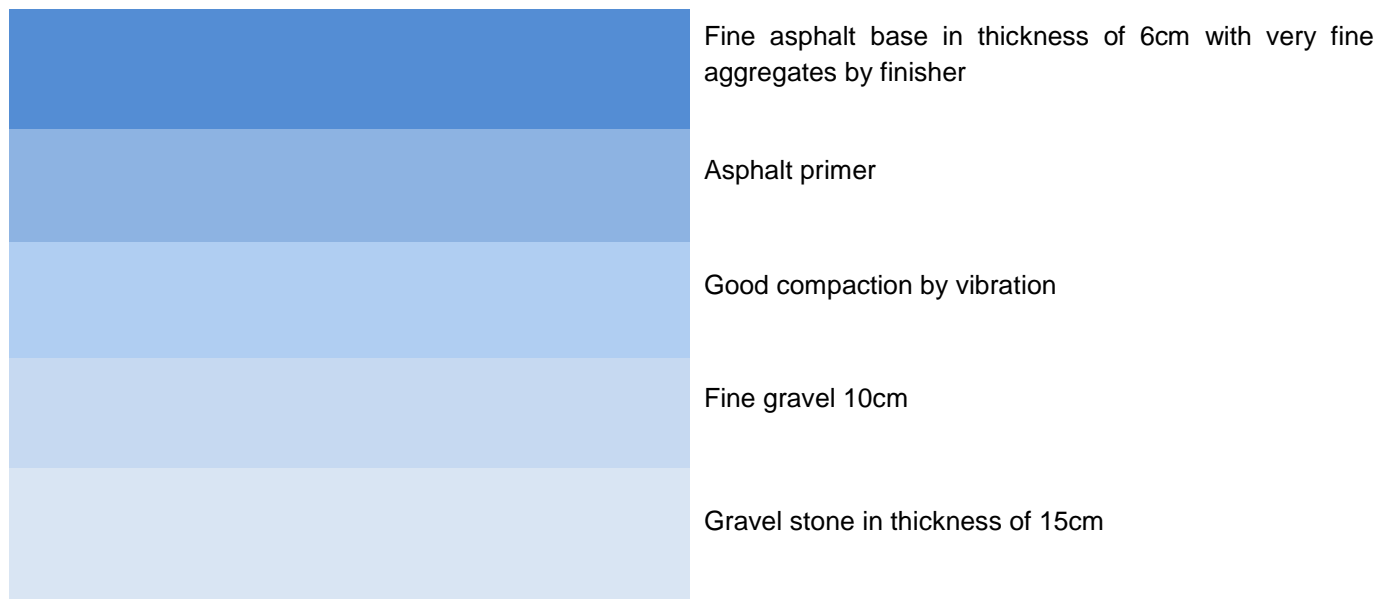 Fine asphalt base in thickness of 6cm with very fine
aggregates by finisher
Asphalt primer
Good compaction by vibration
Fine gravel 10cm
Gravel stone in thickness of 15cm